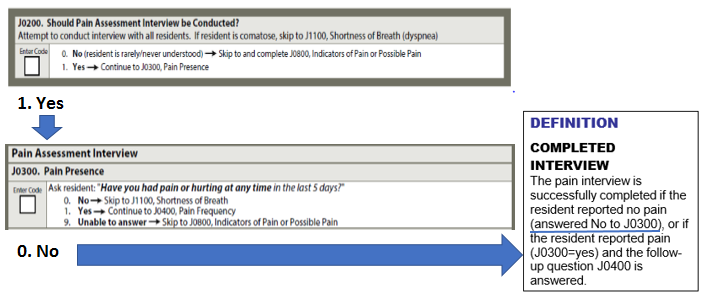 J0200. Should Pain Assessment Interview be Conducted?
Attempt to conduct interview with all residents. If resident is comatose, skip to J1100, Shortness of Breath (dyspnea)
Enter Code
0. No (resident is rarely/never understood) → Skip to and complete J0800, Indicators of Pain or Possible Pain
1. Yes → Continue to J0300, Pain Presence
1. Yes
Pain Assessment Interview
J0300. Pain Presence
Enter Code
Ask resident: "Have you had pain or hurting at any time in the last 5 days?"
0. No → Skip to J1100, Shortness of Breath
1. Yes → Continue to J0400, Pain Frequency
9. Unable to answer → Skip to J0800, Indicators of Pain or Possible Pain
0. No
DEFINITION
COMPLETED
INTERVIEW
The pain interview is
successfully completed if the
resident reported no pain
(answered No to J0300), or if
the resident reported pain
(J0300=yes) and the follow-
up question J0400 is
answered.